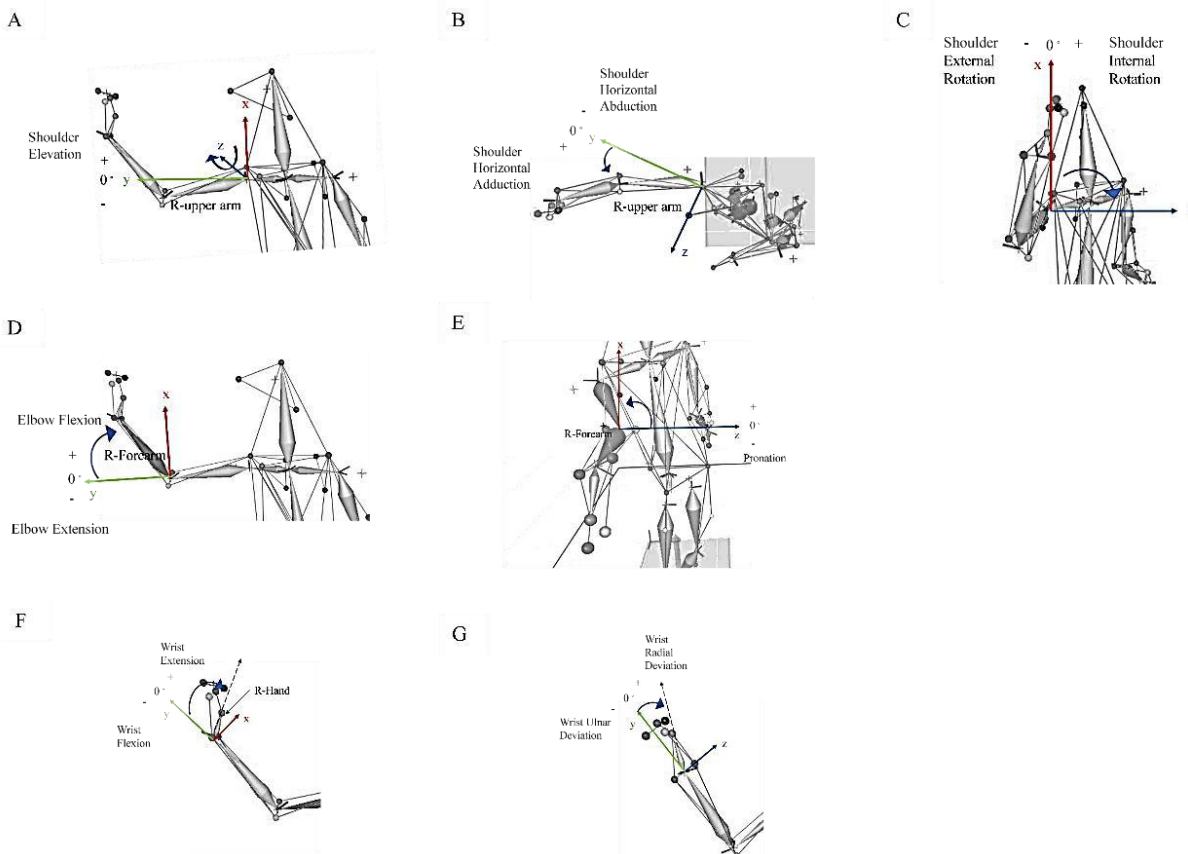 A
Shoulder
Elevation
+
0°
-
y
z
x
+
+
R-upper arm
B
Shoulder
Horizontal
Abduction
-
0°
+
y
Shoulder
Horizontal
Adduction
R-upper arm
+
+
z
+
C
Shoulder
External
Rotation
- 0° +
x
Shoulder
Internal
Rotation
+
+
D
Elbow Flexion
+
0°
-
y
x
R-Forearm
+
+
Elbow Extension
E
x
+
R-Forearm
+
0°
-
z
Pronation
F
Wrist
Extension
+
0°
-
y
R-Hand
x
Wrist
Flexion
G
Wrist
Radial
Deviation
+
0°
-
y
Wrist Ulnar
Deviation
z